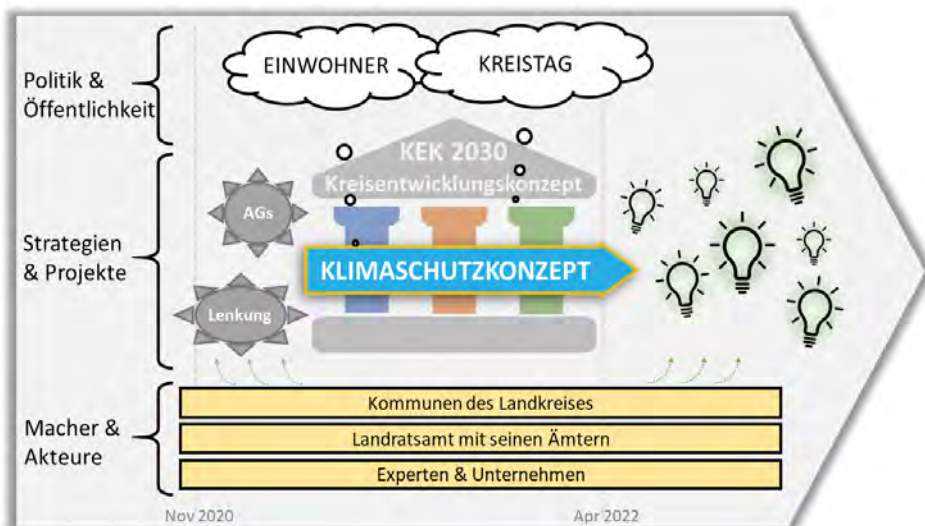 Politik &
Öffentlichkeit
EINWOHNER
KREISTAG
Strategien
& Projekte
AGs
Lenkung
KEK 2030
Kreisentwicklungskonzept
KLIMASCHUTZKONZEPT
Macher &
Akteure
Kommunen des Landkreises
Landratsamt mit seinen Ämtern
Experten & Unternehmen
Nov 2020
Apr 2022